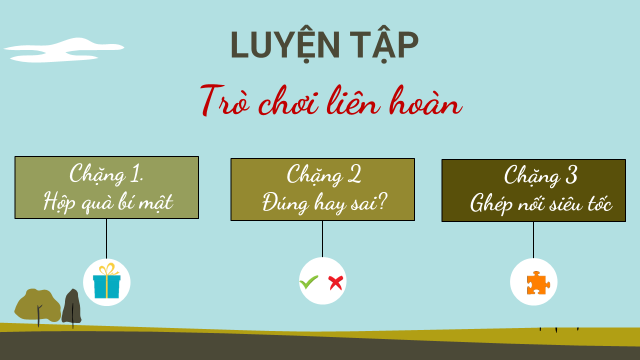 LUYỆN TẬP
Trò chơi liên hoàn
Chặng 1.
Hộp quà bí mật
Chặng 2
Đúng hay sai?
Chặng 3
Ghép nối siêu tốc